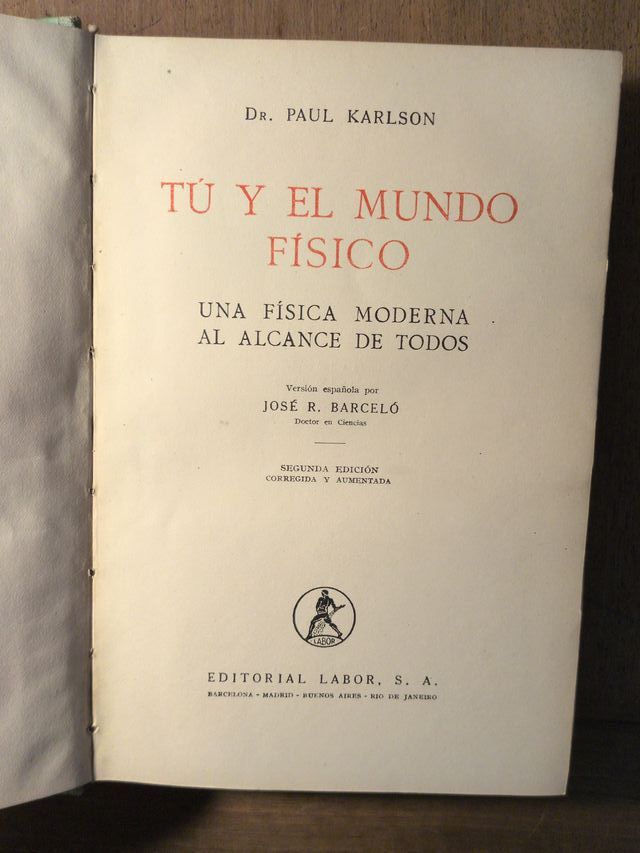 Dr. PAUL KARLSON
TÚ Y EL MUNDO
FÍSICO
UNA FÍSICA MODERNA
AL ALCANCE DE TODOS
Versión española por
JOSÉ R. BARCELÓ
Doctor en Ciencias
SEGUNDA EDICIÓN
CORREGIDA Y AUMENTADA
LABOR
EDITORIAL LABOR, S. A.
BARCELONA - MADRID - BUENOS AIRES - RIO DE JANEIRO